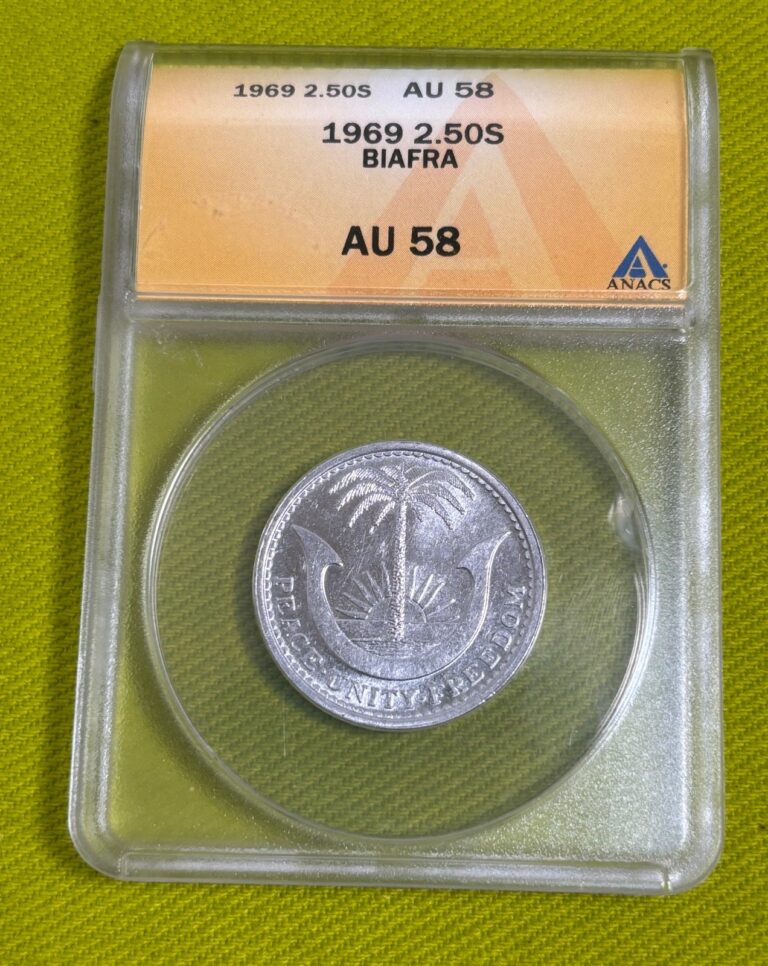 1969 2.50S AU 58
1969 2.50S
BIAFRA
AU 58
ANACS
PEACE·UNITY·FREEDOM